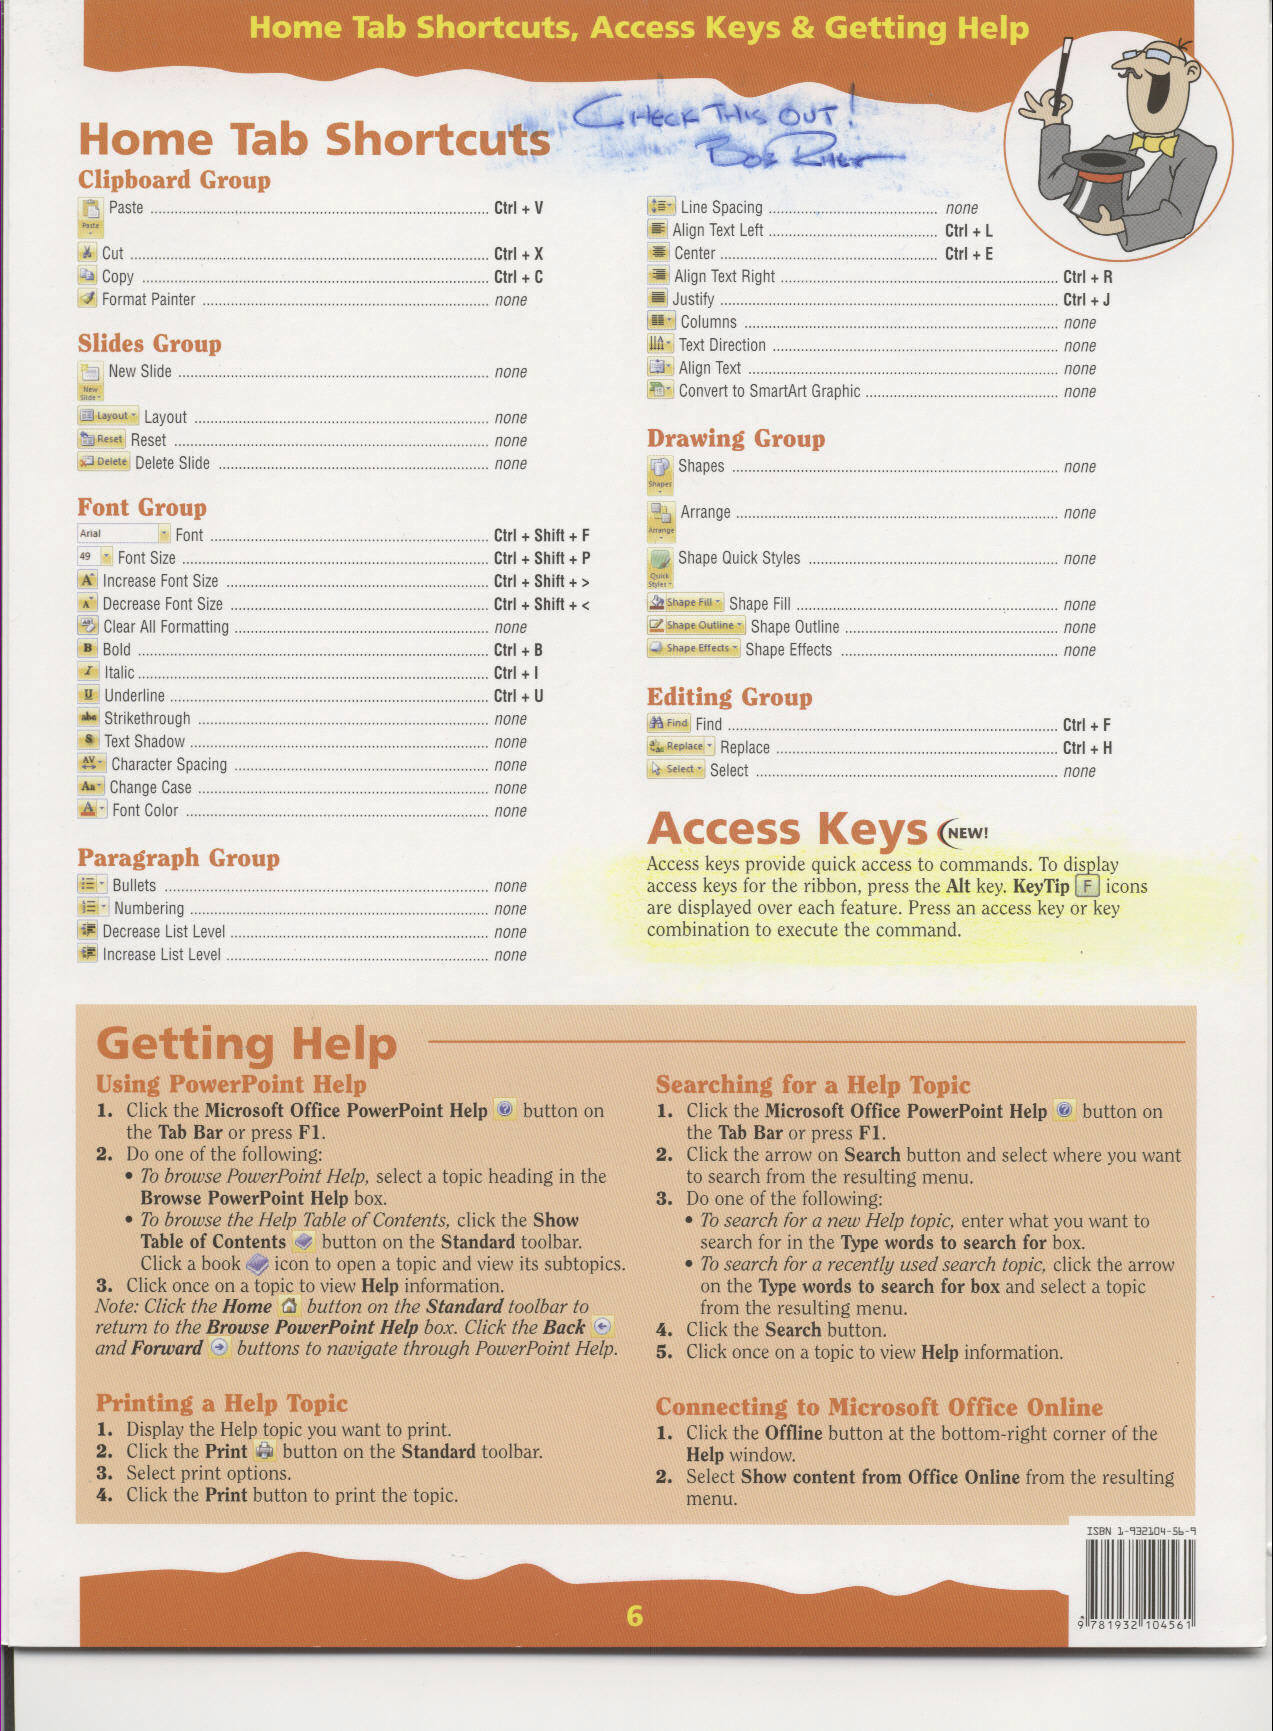 Home Tab Shortcuts, Access Keys & Getting Help
CHECK THIS OUT!
Home Tab Shortcuts
Clipboard Group
Paste
Paste ........ Ctrl + V
Cut ........ Ctrl + X
Copy ........ Ctrl + C
Format Painter ........ none
Slides Group
New Slide ........ none
New
Slide
Layout Layout ........ none
Reset Reset ........ none
Delete Delete Slide ........ none
Font Group
Arial Font ........ Ctrl + Shift + F
49 Font Size ........ Ctrl + Shift + P
A Increase Font Size ........ Ctrl + Shift + >
A Decrease Font Size ........ Ctrl + Shift + <
Clear All Formatting ........ none
B Bold ........ Ctrl + B
I Italic ........ Ctrl + I
U Underline ........ Ctrl + U
abc Strikethrough ........ none
S Text Shadow ........ none
AV Character Spacing ........ none
Aa Change Case ........ none
A Font Color ........ none
Paragraph Group
Bullets ........ none
Numbering ........ none
Decrease List Level ........ none
Increase List Level ........ none
Line Spacing ........ none
Align Text Left ........ Ctrl + L
Center ........ Ctrl + E
Align Text Right ........ Ctrl + R
Justify ........ Ctrl + J
Columns ........ none
Text Direction ........ none
Align Text ........ none
Convert to SmartArt Graphic ........ none
Drawing Group
Shapes ........ none
Shapes
Arrange ........ none
Arrange
Shape Quick Styles ........ none
Quick
Styles
Shape Fill Shape Fill ........ none
Shape Outline Shape Outline ........ none
Shape Effects Shape Effects ........ none
Editing Group
Find Find ........ Ctrl + F
Replace Replace ........ Ctrl + H
Select Select ........ none
Access Keys NEW!
Access keys provide quick access to commands. To display
access keys for the ribbon, press the Alt key. KeyTip F icons
are displayed over each feature. Press an access key or key
combination to execute the command.
Getting Help
Using PowerPoint Help
1. Click the Microsoft Office PowerPoint Help button on
the Tab Bar or press F1.
2. Do one of the following:
• To browse PowerPoint Help, select a topic heading in the
Browse PowerPoint Help box.
• To browse the Help Table of Contents, click the Show
Table of Contents button on the Standard toolbar.
Click a book icon to open a topic and view its subtopics.
3. Click once on a topic to view Help information.
Note: Click the Home button on the Standard toolbar to
return to the Browse PowerPoint Help box. Click the Back
and Forward buttons to navigate through PowerPoint Help.
Printing a Help Topic
1. Display the Help topic you want to print.
2. Click the Print button on the Standard toolbar.
3. Select print options.
4. Click the Print button to print the topic.
Searching for a Help Topic
1. Click the Microsoft Office PowerPoint Help button on
the Tab Bar or press F1.
2. Click the arrow on Search button and select where you want
to search from the resulting menu.
3. Do one of the following:
• To search for a new Help topic, enter what you want to
search for in the Type words to search for box.
• To search for a recently used search topic, click the arrow
on the Type words to search for box and select a topic
from the resulting menu.
4. Click the Search button.
5. Click once on a topic to view Help information.
Connecting to Microsoft Office Online
1. Click the Offline button at the bottom-right corner of the
Help window.
2. Select Show content from Office Online from the resulting
menu.
ISBN 1-932104-56-9
9 781932 104561
6